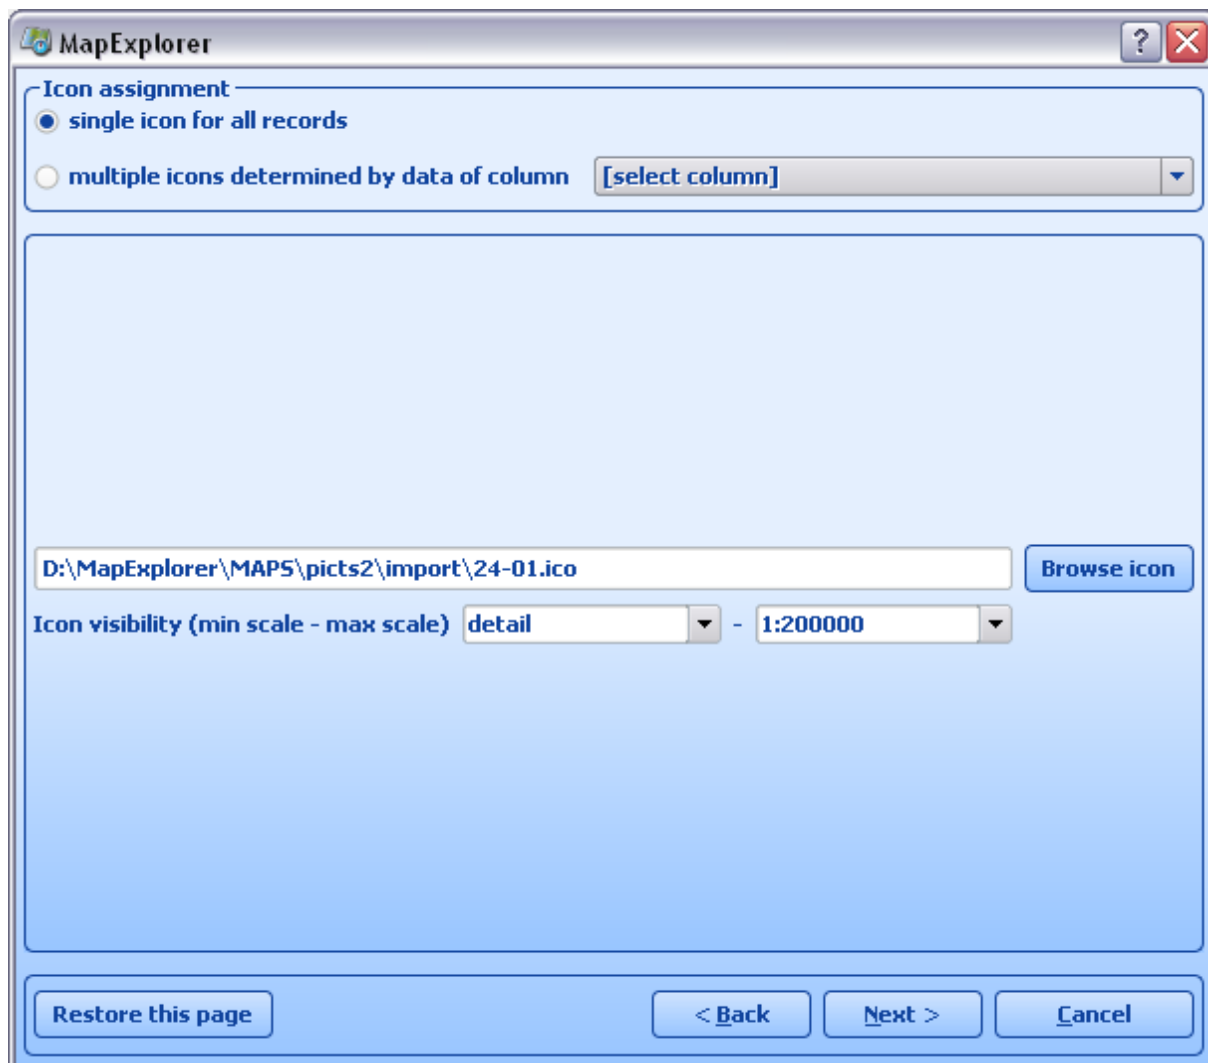 MapExplorer
Icon assignment
single icon for all records
multiple icons determined by data of column [select column]
D:\MapExplorer\MAPS\picts2\import\24-01.ico Browse icon
Icon visibility (min scale - max scale) detail - 1:200000
Restore this page < Back Next > Cancel